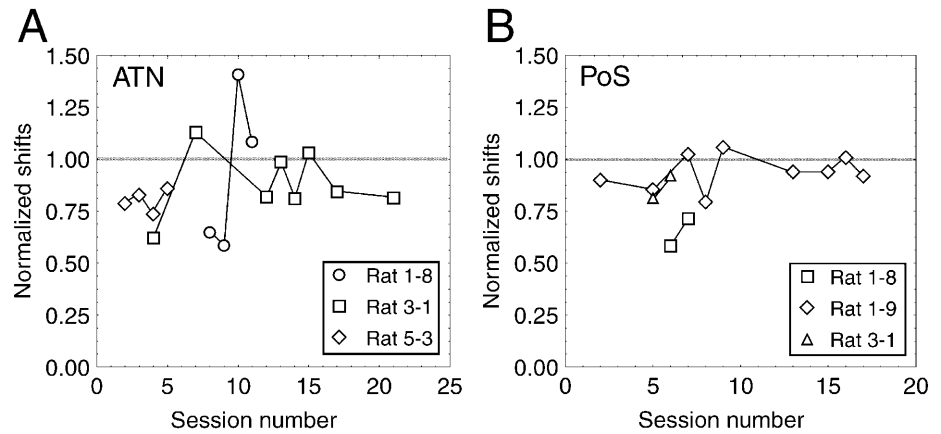 A
B
ATN
PoS
1.50
1.25
1.00
0.75
0.50
0.25
0.00
Normalized shifts
0 5 10 15 20 25
Session number
Rat 1-8
Rat 3-1
Rat 5-3
1.50
1.25
1.00
0.75
0.50
0.25
0.00
Normalized shifts
0 5 10 15 20
Session number
Rat 1-8
Rat 1-9
Rat 3-1